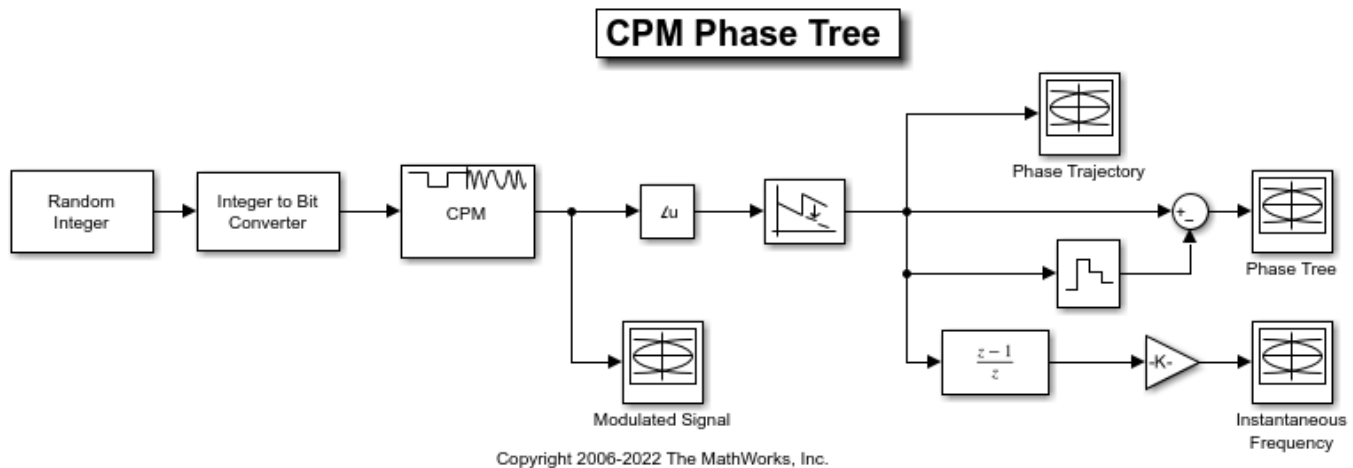 CPM Phase Tree
Phase Trajectory
Random
Integer
Integer to Bit
Converter
CPM
∠u
+
−
Phase Tree
z − 1
z
-K-
Modulated Signal
Instantaneous
Frequency
Copyright 2006-2022 The MathWorks, Inc.